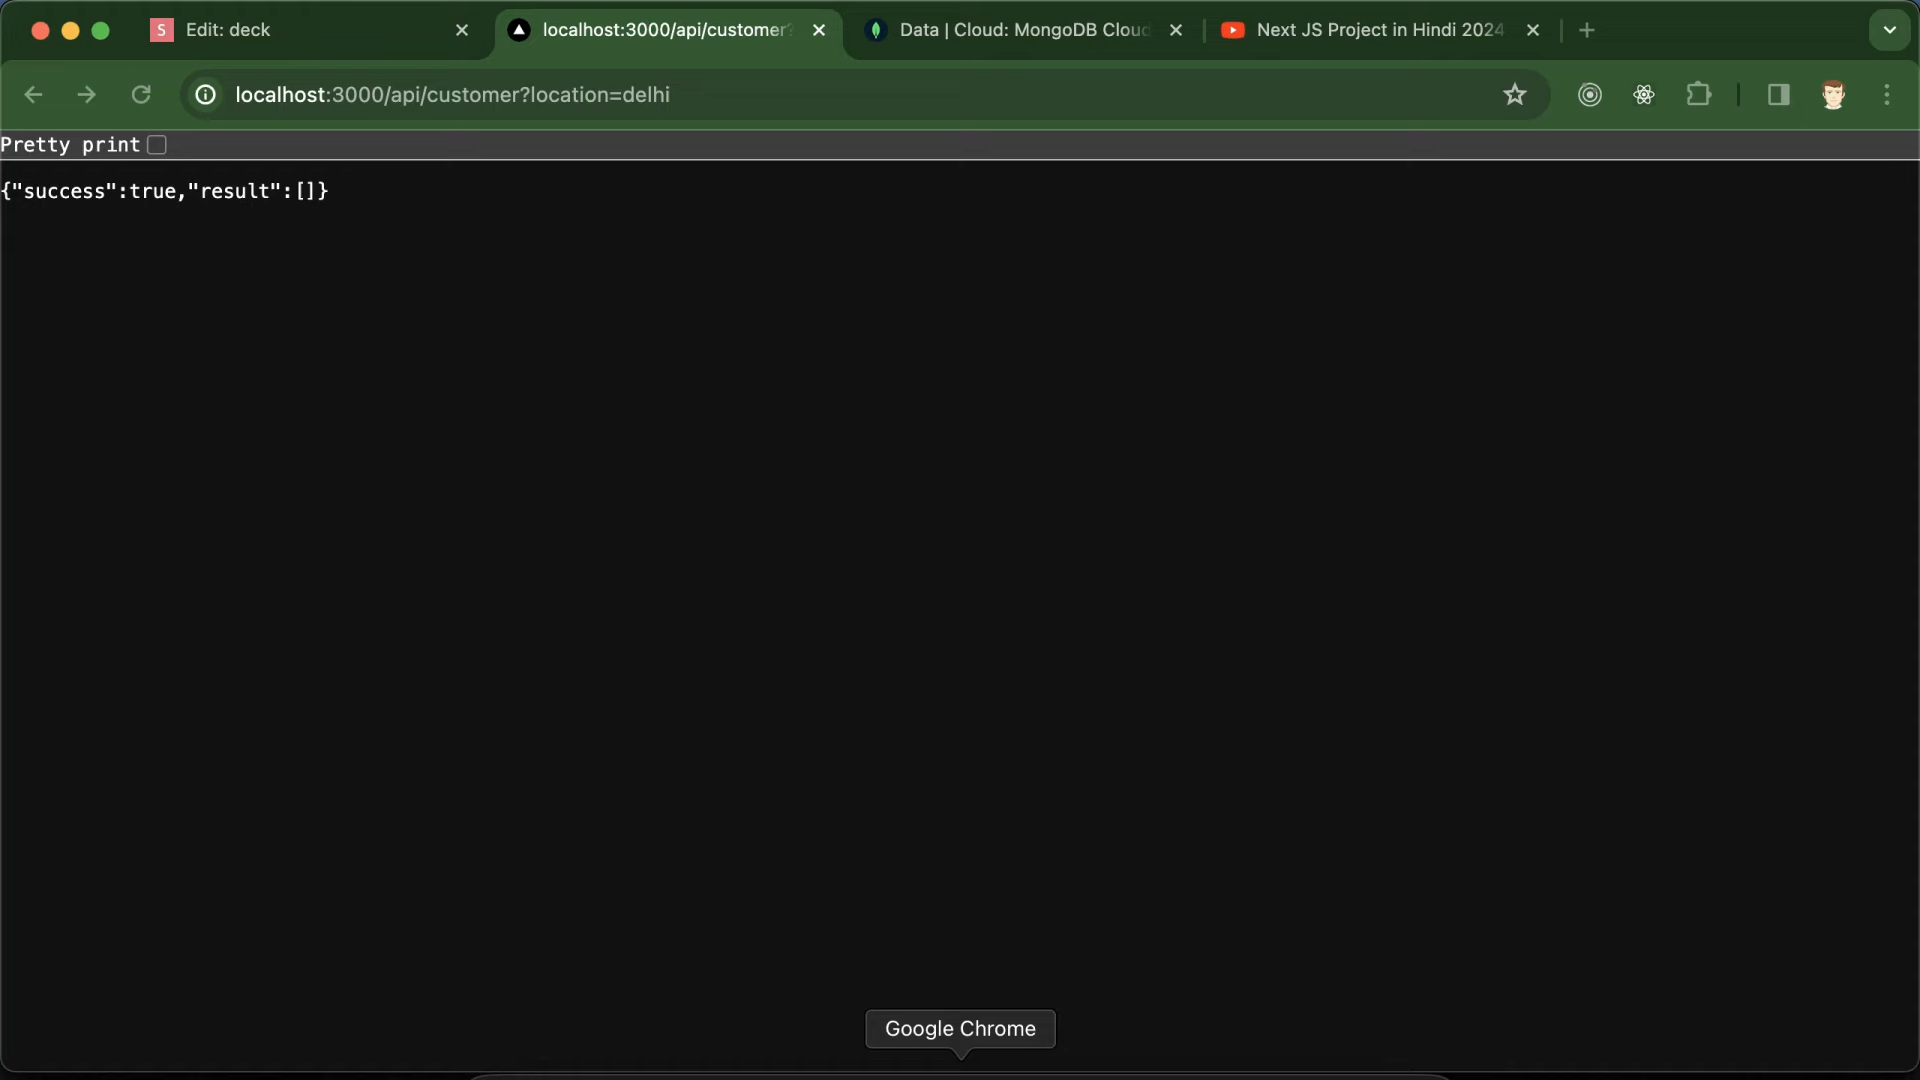 S Edit: deck
localhost:3000/api/customer?
Data | Cloud: MongoDB Clou
Next JS Project in Hindi 2024
localhost:3000/api/customer?location=delhi
Pretty print
{"success":true,"result":[]}
Google Chrome